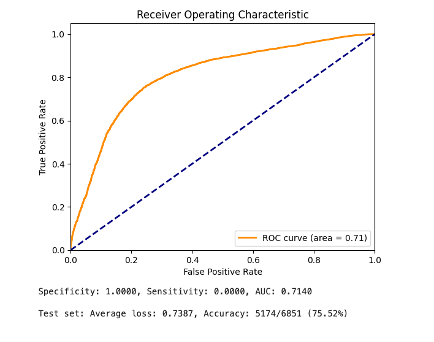 Receiver Operating Characteristic
1.0
0.8
0.6
0.4
0.2
0.0
True Positive Rate
ROC curve (area = 0.71)
0.0 0.2 0.4 0.6 0.8 1.0
False Positive Rate
Specificity: 1.0000, Sensitivity: 0.0000, AUC: 0.7140
Test set: Average loss: 0.7387, Accuracy: 5174/6851 (75.52%)